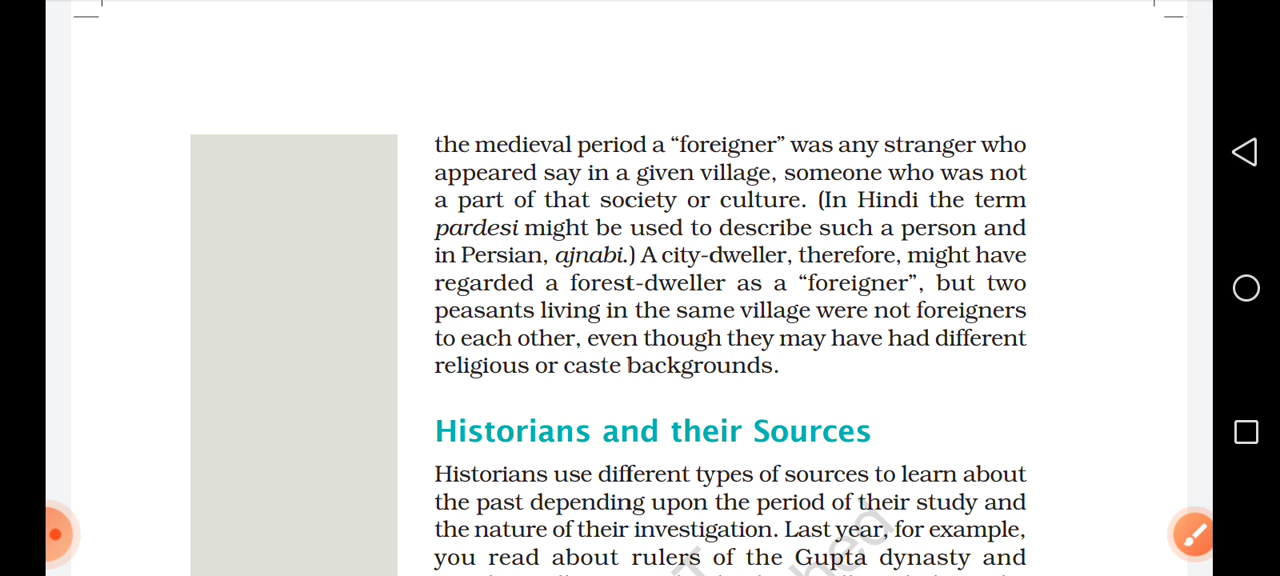 the medieval period a “foreigner” was any stranger who
appeared say in a given village, someone who was not
a part of that society or culture. (In Hindi the term
pardesi might be used to describe such a person and
in Persian, ajnabi.) A city-dweller, therefore, might have
regarded a forest-dweller as a “foreigner”, but two
peasants living in the same village were not foreigners
to each other, even though they may have had different
religious or caste backgrounds.
Historians and their Sources
Historians use different types of sources to learn about
the past depending upon the period of their study and
the nature of their investigation. Last year, for example,
you read about rulers of the Gupta dynasty and